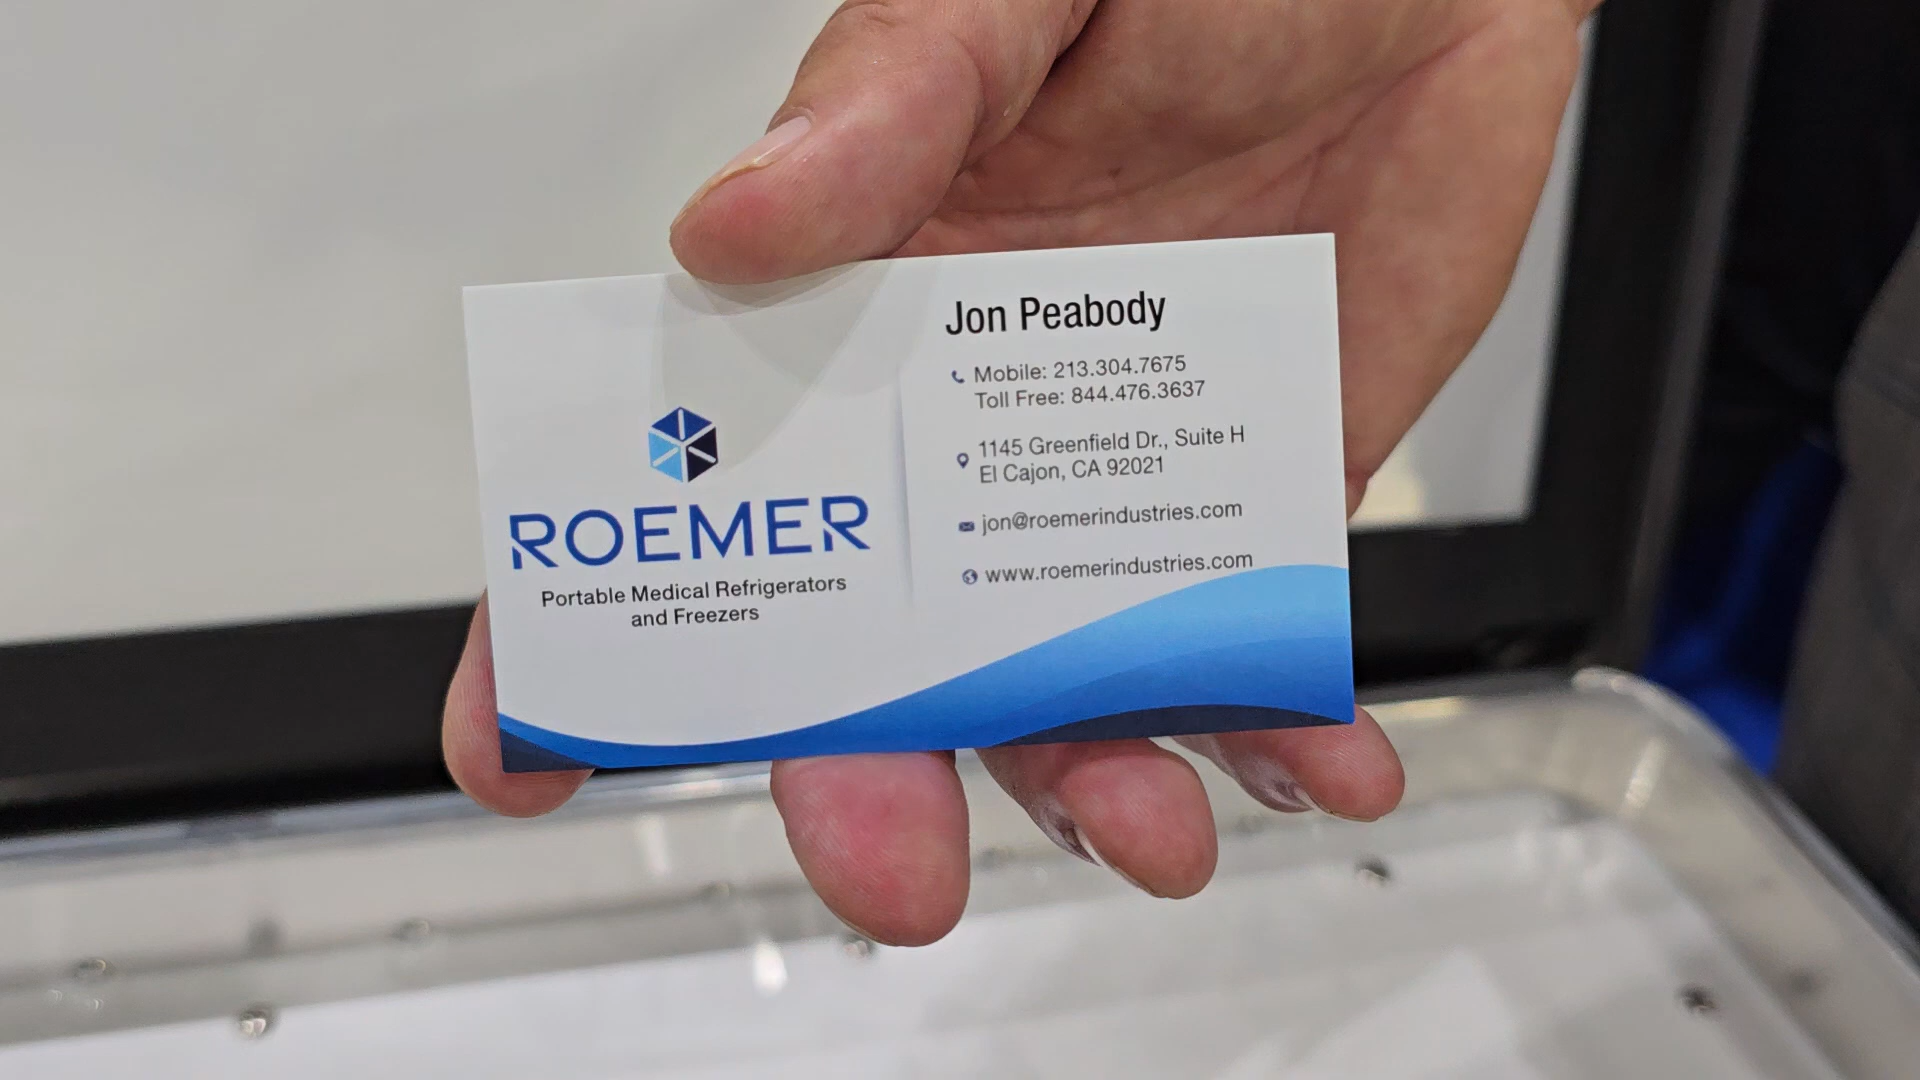 ROEMER
Portable Medical Refrigerators
and Freezers
Jon Peabody
Mobile: 213.304.7675
Toll Free: 844.476.3637
1145 Greenfield Dr., Suite H
El Cajon, CA 92021
jon@roemerindustries.com
www.roemerindustries.com